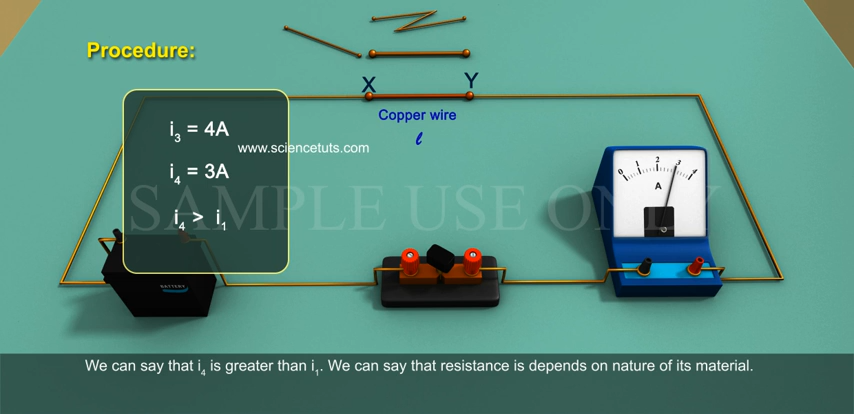 Procedure:
X Y
Copper wire
l
i₃ = 4A
www.sciencetuts.com
i₄ = 3A
i₄ > i₁
SAMPLE USE ONLY
0 1 2 3 4
A
BATTERY
We can say that i₄ is greater than i₁. We can say that resistance is depends on nature of its material.